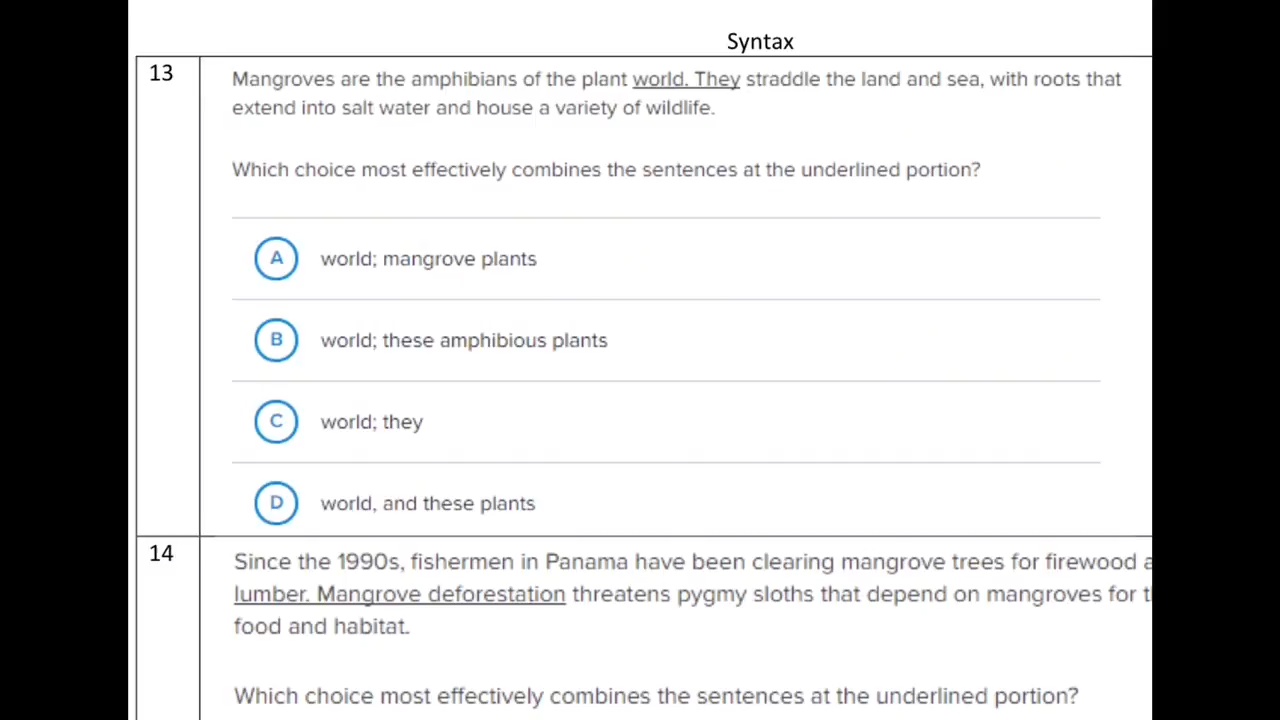 Syntax
13
Mangroves are the amphibians of the plant world. They straddle the land and sea, with roots that
extend into salt water and house a variety of wildlife.
Which choice most effectively combines the sentences at the underlined portion?
A world; mangrove plants
B world; these amphibious plants
C world; they
D world, and these plants
14
Since the 1990s, fishermen in Panama have been clearing mangrove trees for firewood
lumber. Mangrove deforestation threatens pygmy sloths that depend on mangroves for
food and habitat.
Which choice most effectively combines the sentences at the underlined portion?